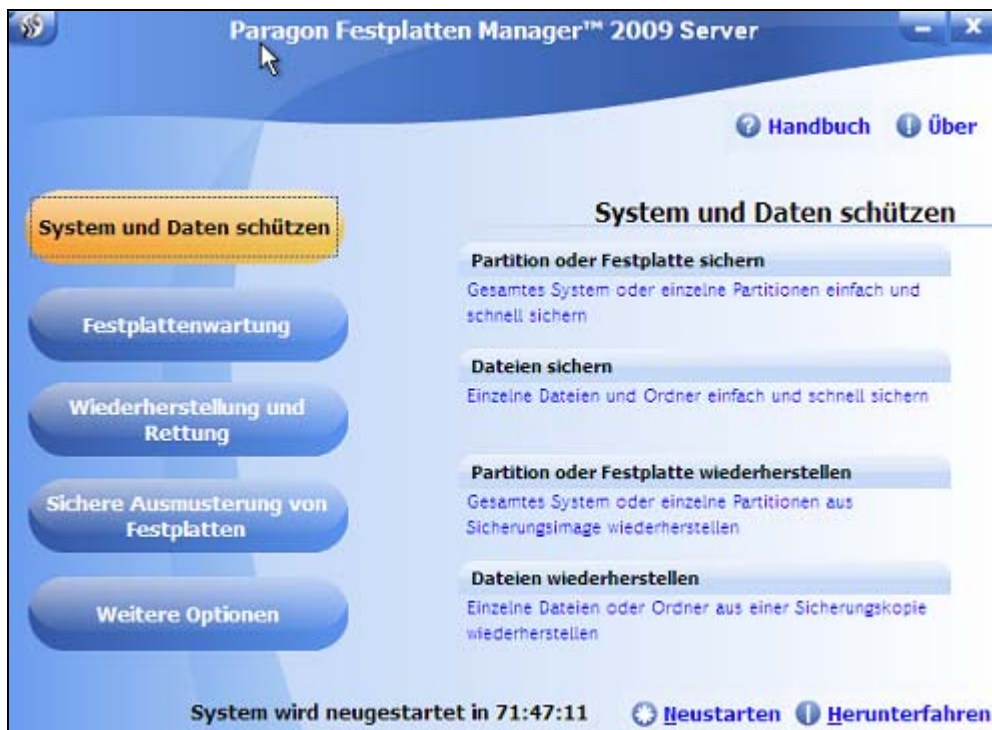 Paragon Festplatten Manager™ 2009 Server
Handbuch
Über
System und Daten schützen
Festplattenwartung
Wiederherstellung und
Rettung
Sichere Ausmusterung von
Festplatten
Weitere Optionen
System und Daten schützen
Partition oder Festplatte sichern
Gesamtes System oder einzelne Partitionen einfach und
schnell sichern
Dateien sichern
Einzelne Dateien und Ordner einfach und schnell sichern
Partition oder Festplatte wiederherstellen
Gesamtes System oder einzelne Partitionen aus
Sicherungsimage wiederherstellen
Dateien wiederherstellen
Einzelne Dateien oder Ordner aus einer Sicherungskopie
wiederherstellen
System wird neugestartet in 71:47:11
Neustarten
Herunterfahren